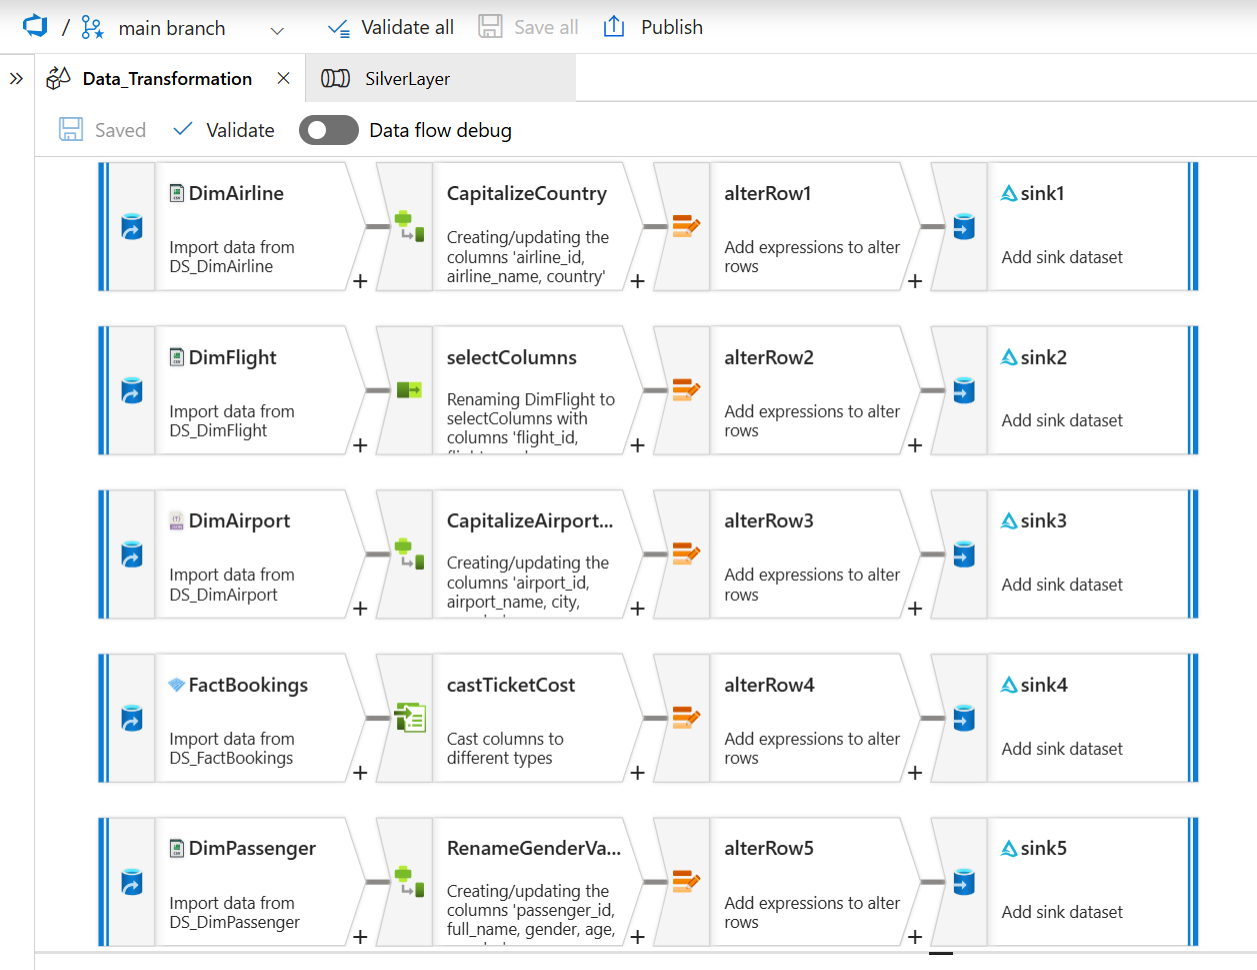 / main branch Validate all Save all Publish
» Data_Transformation × SilverLayer
Saved Validate Data flow debug
DimAirline
Import data from
DS_DimAirline
+
CapitalizeCountry
Creating/updating the
columns 'airline_id,
airline_name, country'
+
alterRow1
Add expressions to alter
rows
+
sink1
Add sink dataset
DimFlight
Import data from
DS_DimFlight
+
selectColumns
Renaming DimFlight to
selectColumns with
columns 'flight_id,
+
alterRow2
Add expressions to alter
rows
+
sink2
Add sink dataset
DimAirport
Import data from
DS_DimAirport
+
CapitalizeAirport...
Creating/updating the
columns 'airport_id,
airport_name, city,
+
alterRow3
Add expressions to alter
rows
+
sink3
Add sink dataset
FactBookings
Import data from
DS_FactBookings
+
castTicketCost
Cast columns to
different types
+
alterRow4
Add expressions to alter
rows
+
sink4
Add sink dataset
DimPassenger
Import data from
DS_DimPassenger
+
RenameGenderVa...
Creating/updating the
columns 'passenger_id,
full_name, gender, age,
+
alterRow5
Add expressions to alter
rows
+
sink5
Add sink dataset